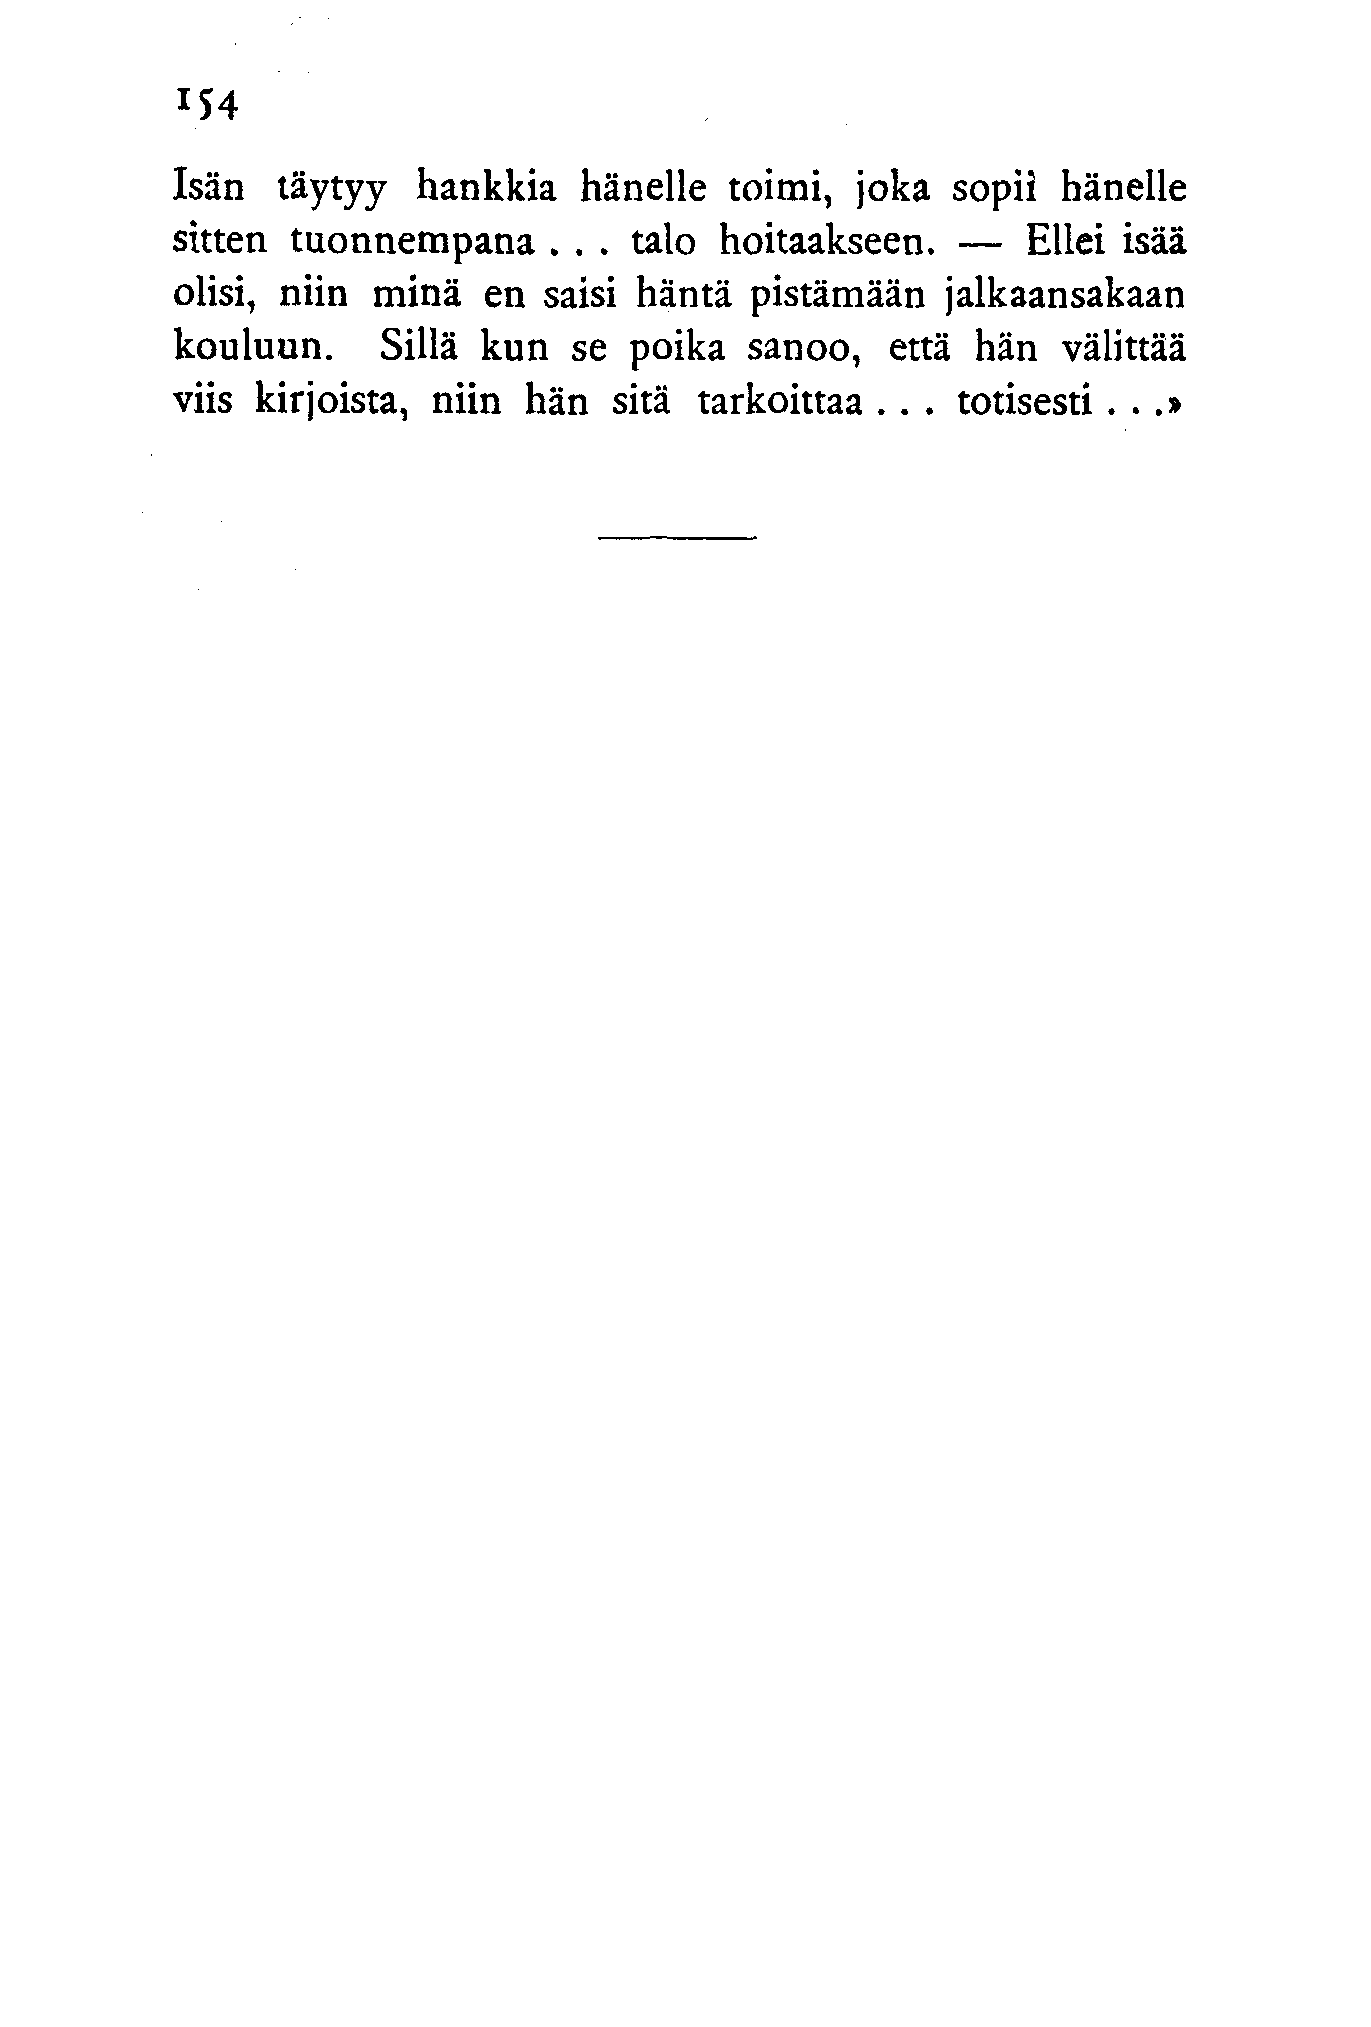 154
Isän täytyy hankkia hänelle toimi, joka sopii hänelle
sitten tuonnempana . . . talo hoitaakseen. — Ellei isää
olisi, niin minä en saisi häntä pistämään jalkaansakaan
kouluun. Sillä kun se poika sanoo, että hän välittää
viis kirjoista, niin hän sitä tarkoittaa . . . totisesti . . .»